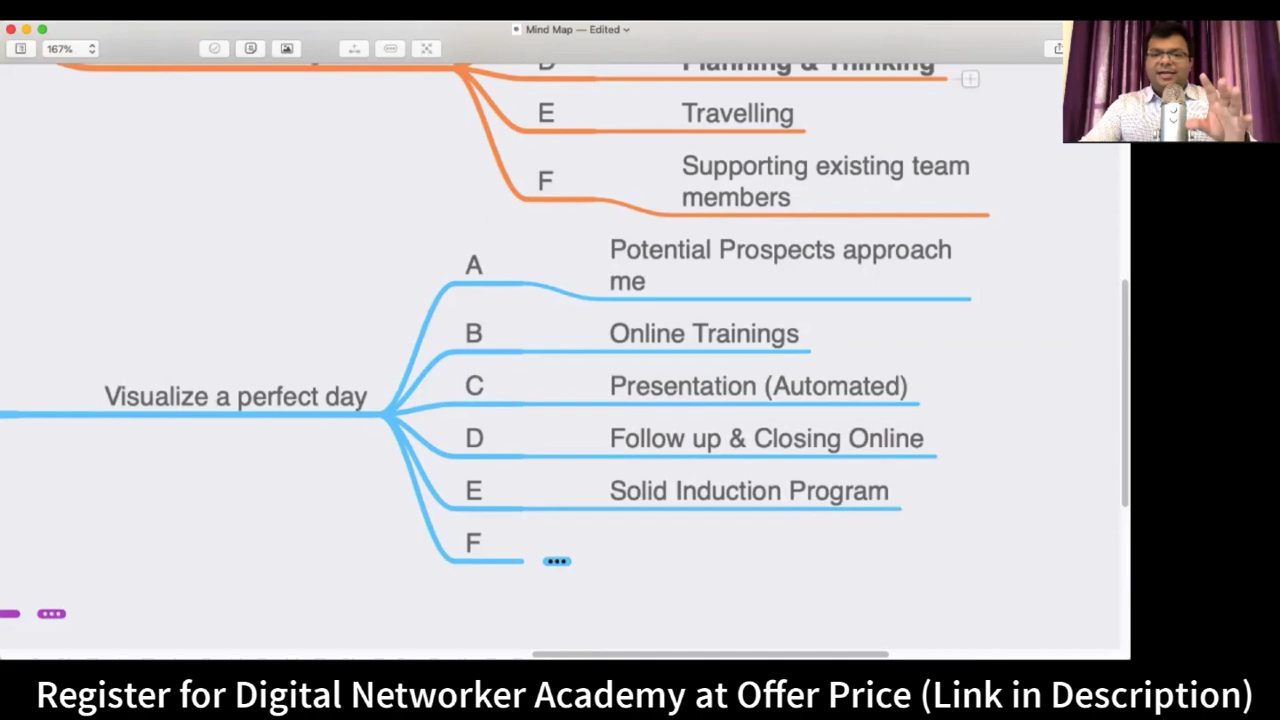 Mind Map — Edited
167%
D Planning & Thinking
E Travelling
F Supporting existing team
members
A Potential Prospects approach
me
B Online Trainings
C Presentation (Automated)
Visualize a perfect day
D Follow up & Closing Online
E Solid Induction Program
F
Register for Digital Networker Academy at Offer Price (Link in Description)